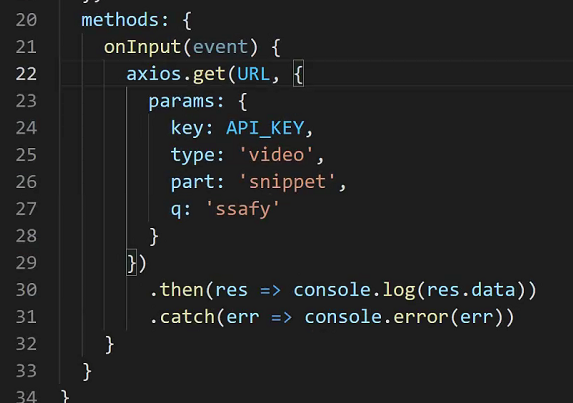 20 methods: {
21 onInput(event) {
22 axios.get(URL, {
23 params: {
24 key: API_KEY,
25 type: 'video',
26 part: 'snippet',
27 q: 'ssafy'
28 }
29 })
30 .then(res => console.log(res.data))
31 .catch(err => console.error(err))
32 }
33 }
34 }